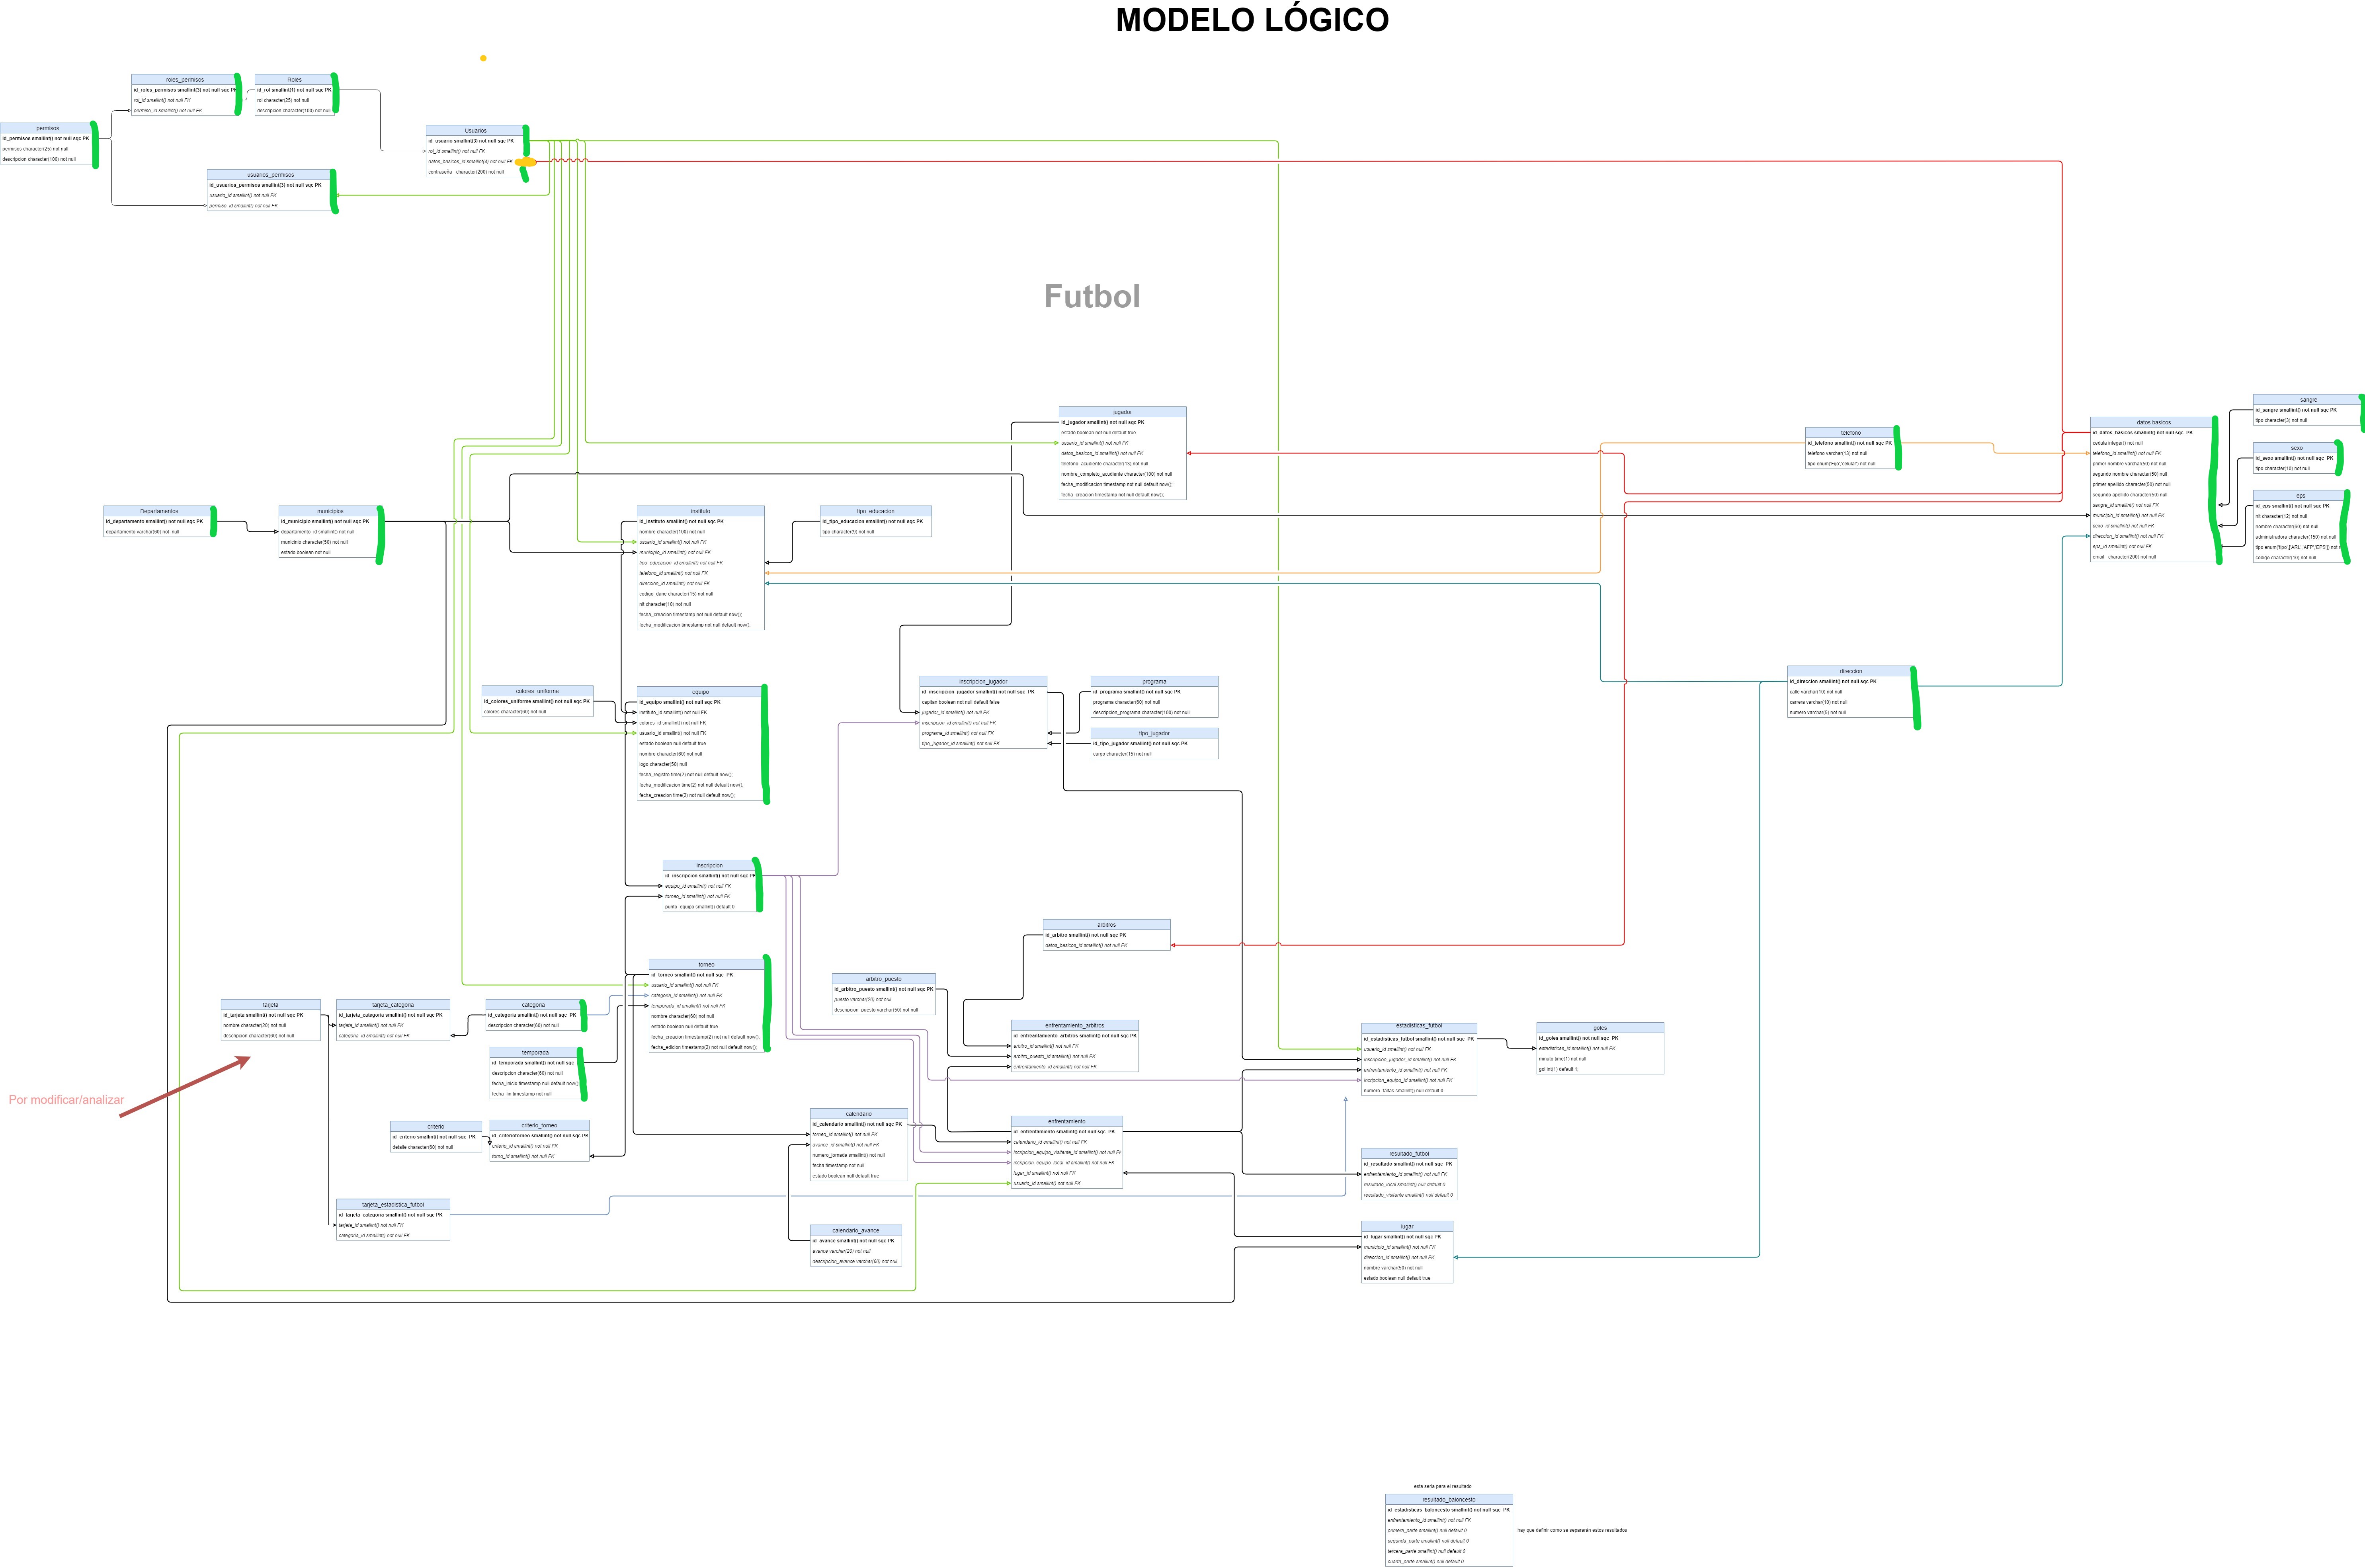 MODELO LÓGICO
roles_permisos
id_roles_permisos smallint(3) not null sqc PK
rol_id smallint() not null FK
permiso_id smallint() not null FK
Roles
id_rol smallint(1) not null sqc PK
rol character(25) not null
descripcion character(100) not null
permisos
id_permisos smallint() not null sqc PK
permisos character(25) not null
descripcion character(100) not null
Usuarios
id_usuario smallint(3) not null sqc PK
rol_id smallint() not null FK
datos_basicos_id smallint(4) not null FK
contraseña character(200) not null
usuarios_permisos
id_usuarios_permisos smallint(3) not null sqc PK
usuario_id smallint() not null FK
permiso_id smallint() not null FK
Futbol
jugador
id_jugador smallint() not null sqc PK
estado boolean not null default true
usuario_id smallint() not null FK
datos_basicos_id smallint() not null FK
telefono_acudiente character(13) not null
nombre_completo_acudiente character(100) not null
fecha_modificacion timestamp not null default now();
fecha_creacion timestamp not null default now();
telefono
id_telefono smallint() not null sqc PK
telefono varchar(13) not null
tipo enum('Fijo','celular') not null
datos basicos
id_datos_basicos smallint() not null sqc PK
cedula integer() not null
telefono_id smallint() not null FK
primer nombre varchar(50) not null
segundo nombre character(50) null
primer apellido character(50) not null
segundo apellido character(50) null
sangre_id smallint() not null FK
municipio_id smallint() not null FK
sexo_id smallint() not null FK
direccion_id smallint() not null FK
eps_id smallint() not null FK
email character(200) not null
sangre
id_sangre smallint() not null sqc PK
tipo character(3) not null
sexo
id_sexo smallint() not null sqc PK
tipo character(10) not null
eps
id_eps smallint() not null sqc PK
nit character(12) not null
nombre character(60) not null
administradora character(150) not null
tipo enum('tipo',['ARL','AFP','EPS']) not
codigo character(10) not null
Departamentos
id_departamento smallint() not null sqc PK
departamento varchar(60) not null
municipios
id_municipio smallint() not null sqc PK
departamento_id smallint() not null
municinio character(50) not null
estado boolean not null
instituto
id_instituto smallint() not null sqc PK
nombre character(100) not null
usuario_id smallint() not null FK
municipio_id smallint() not null FK
tipo_educacion_id smallint() not null FK
telefono_id smallint() not null FK
direccion_id smallint() not null FK
codigo_dane character(15) not null
nit character(10) not null
fecha_creacion timestamp not null default now();
fecha_modificacion timestamp not null default now();
tipo_educacion
id_tipo_educacion smallint() not null sqc PK
tipo character(9) not null
direccion
id_direccion smallint() not null sqc PK
calle varchar(10) not null
carrera varchar(10) not null
numero varchar(5) not null
colores_uniforme
id_colores_uniforme smallint() not null sqc PK
colores character(60) not null
equipo
id_equipo smallint() not null sqc PK
instituto_id smallint() not null FK
colores_id smallint() not null FK
usuario_id smallint() not null FK
estado boolean null default true
nombre character(60) not null
logo character(50) null
fecha_registro time(2) not null default now();
fecha_modificacion time(2) not null default now();
fecha_creacion time(2) not null default now();
inscripcion_jugador
id_inscripcion_jugador smallint() not null sqc PK
capitan boolean not null default false
jugador_id smallint() not null FK
inscripcion_id smallint() not null FK
programa_id smallint() not null FK
tipo_jugador_id smallint() not null FK
programa
id_programa smallint() not null sqc PK
programa character(60) not null
descripcion_programa character(100) not null
tipo_jugador
id_tipo_jugador smallint() not null sqc PK
cargo character(15) not null
inscripcion
id_inscripcion smallint() not null sqc PK
equipo_id smallint() not null FK
torneo_id smallint() not null FK
punto_equipo smallint() default 0
arbitros
id_arbitro smallint() not null sqc PK
datos_basicos_id smallint() not null FK
torneo
id_torneo smallint() not null sqc PK
usuario_id smallint() not null FK
categoria_id smallint() not null FK
temporada_id smallint() not null FK
nombre character(60) not null
estado boolean null default true
fecha_creacion timestamp(2) not null default now();
fecha_edicion timestamp(2) not null default now();
arbitro_puesto
id_arbitro_puesto smallint() not null sqc PK
puesto varchar(20) not null
descripcion_puesto varchar(50) not null
tarjeta
id_tarjeta smallint() not null sqc PK
nombre character(20) not null
descripcion character(60) not null
tarjeta_categoria
id_tarjeta_categoria smallint() not null sqc PK
tarjeta_id smallint() not null FK
categoria_id smallint() not null FK
categoria
id_categoria smallint() not null sqc PK
descripcion character(60) not null
temporada
id_temporada smallint() not null sqc
descripcion character(60) not null
fecha_inicio timestamp null default now();
fecha_fin timestamp not null
enfrentamiento_arbitros
id_enfrentamiento_arbitros smallint() not null sqc PK
arbitro_id smallint() not null FK
arbitro_puesto_id smallint() not null FK
enfrentamiento_id smallint() not null FK
estadisticas_futbol
id_estadisticas_futbol smallint() not null sqc PK
usuario_id smallint() not null FK
inscripcion_jugador_id smallint() not null FK
enfrentamiento_id smallint() not null FK
incripcion_equipo_id smallint() not null FK
numero_faltas smallint() null default 0
goles
id_goles smallint() not null sqc PK
estadisticas_id smallint() not null FK
minuto time(1) not null
gol int(1) default 1;
Por modificar/analizar
criterio
id_criterio smallint() not null sqc PK
detalle character(60) not null
criterio_torneo
id_criteriotorneo smallint() not null sqc PK
criterio_id smallint() not null FK
torno_id smallint() not null FK
calendario
id_calendario smallint() not null sqc PK
torneo_id smallint() not null FK
avance_id smallint() not null FK
numero_jornada smallint() not null
fecha timestamp not null
estado boolean null default true
enfrentamiento
id_enfrentamiento smallint() not null sqc PK
calendario_id smallint() not null FK
incripcion_equipo_visitante_id smallint() not null FK
incripcion_equipo_local_id smallint() not null FK
lugar_id smallint() not null FK
usuario_id smallint() not null FK
resultado_futbol
id_resultado smallint() not null sqc PK
enfrentamiento_id smallint() not null FK
resultado_local smallint() null default 0
resultado_visitante smallint() null default 0
tarjeta_estadistica_futbol
id_tarjeta_categoria smallint() not null sqc PK
tarjeta_id smallint() not null FK
categoria_id smallint() not null FK
calendario_avance
id_avance smallint() not null sqc PK
avance varchar(20) not null
descripcion_avance varchar(60) not null
lugar
id_lugar smallint() not null sqc PK
municipio_id smallint() not null FK
direccion_id smallint() not null FK
nombre varchar(50) not null
estado boolean null default true
esta seria para el resultado
resultado_baloncesto
id_estadisticas_baloncesto smallint() not null sqc PK
enfrentamiento_id smallint() not null FK
primera_parte smallint() null default 0
segunda_parte smallint() null default 0
tercera_parte smallint() null default 0
cuarta_parte smallint() null default 0
hay que definir como se separarán estos resultados